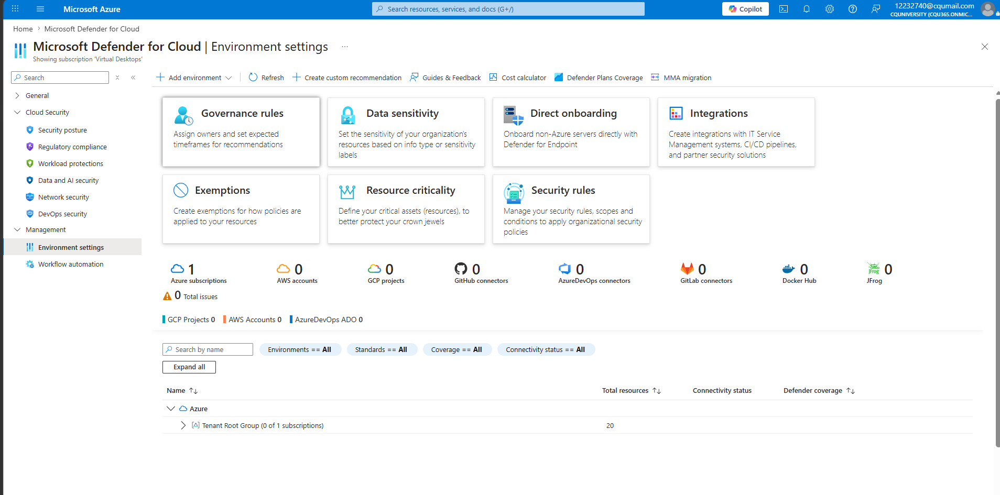 Microsoft Azure
Search resources, services, and docs (G+/)
Copilot
12232740@cqumail.com
CQUNIVERSITY (CQU365.ONMIC...
Home > Microsoft Defender for Cloud
Microsoft Defender for Cloud | Environment settings ...
Showing subscription 'Virtual Desktops'
Search
General
Cloud Security
Security posture
Regulatory compliance
Workload protections
Data and AI security
Network security
DevOps security
Management
Environment settings
Workflow automation
Add environment
Refresh
Create custom recommendation
Guides & Feedback
Cost calculator
Defender Plans Coverage
MMA migration
Governance rules
Assign owners and set expected
timeframes for recommendations
Data sensitivity
Set the sensitivity of your organization's
resources based on info type or sensitivity
labels
Direct onboarding
Onboard non-Azure servers directly with
Defender for Endpoint
Integrations
Create integrations with IT Service
Management systems, CI/CD pipelines,
and partner security solutions
Exemptions
Create exemptions for how policies are
applied to your resources
Resource criticality
Define your critical assets (resources), to
better protect your crown jewels
Security rules
Manage your security rules, scopes and
conditions to apply organizational security
policies
1
Azure subscriptions
0
AWS accounts
0
GCP projects
0
GitHub connectors
0
AzureDevOps connectors
0
GitLab connectors
0
Docker Hub
JFrog
0
JFrog
0 Total issues
GCP Projects 0
AWS Accounts 0
AzureDevOps ADO 0
Search by name
Environments == All
Standards == All
Coverage == All
Connectivity status == All
Expand all
Name
Total resources
Connectivity status
Defender coverage
Azure
Tenant Root Group (0 of 1 subscriptions)
20